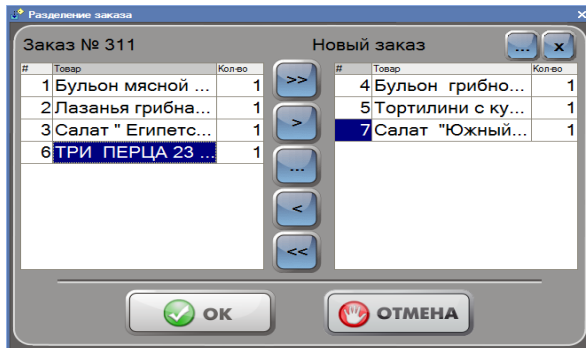 Разделение заказа
Заказ № 311
Новый заказ
... x
# Товар Кол-во
1 Бульон мясной ... 1
2 Лазанья грибна... 1
3 Салат " Египетс... 1
6 ТРИ ПЕРЦА 23 ... 1
>>
>
...
<
<<
# Товар Кол-во
4 Бульон грибно... 1
5 Тортилини с ку... 1
7 Салат "Южный... 1
ОК
ОТМЕНА